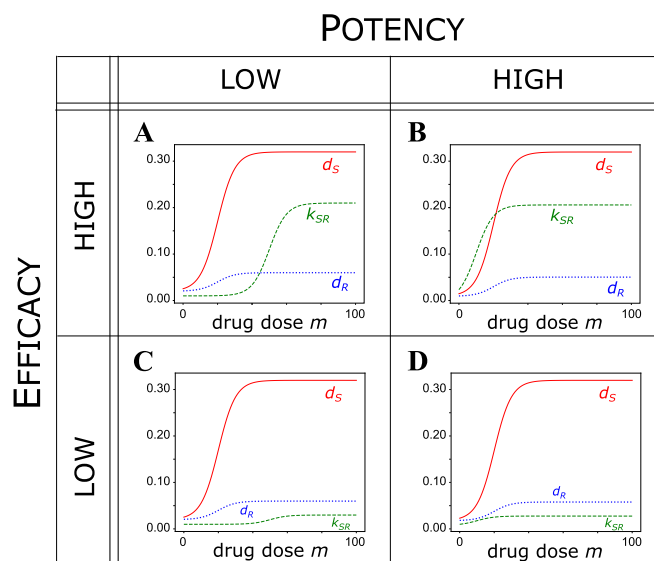 POTENCY
LOW
HIGH
EFFICACY
HIGH
LOW
A
0.30
0.20
0.10
0.00
0
100
drug dose m
d_S
k_SR
d_R
B
0.30
0.20
0.10
0.00
0
100
drug dose m
d_S
k_SR
d_R
C
0.30
0.20
0.10
0.00
0
100
drug dose m
d_S
d_R
k_SR
D
0.30
0.20
0.10
0.00
0
100
drug dose m
d_S
d_R
k_SR